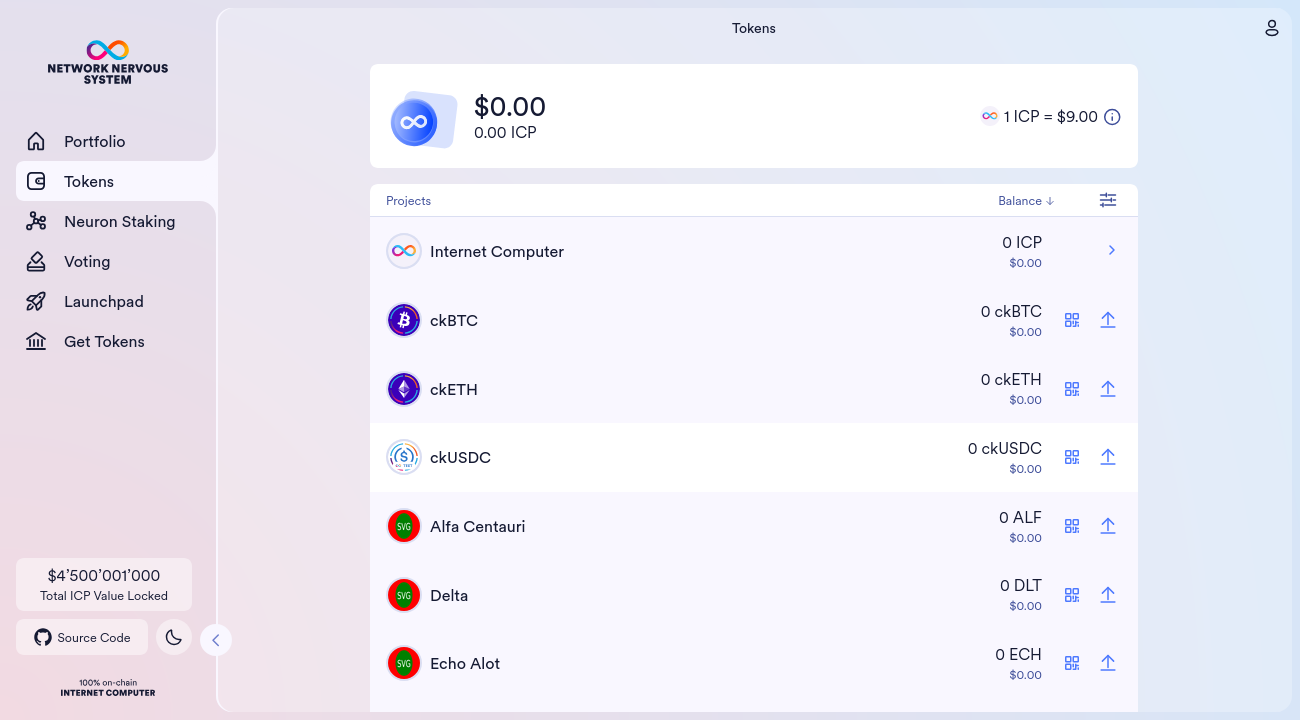 NETWORK NERVOUS
SYSTEM
Portfolio
Tokens
Neuron Staking
Voting
Launchpad
Get Tokens
$4’500’001’000
Total ICP Value Locked
Source Code
100% on-chain
INTERNET COMPUTER
Tokens
$0.00
0.00 ICP
1 ICP = $9.00
Projects
Balance
Internet Computer
0 ICP
$0.00
ckBTC
0 ckBTC
$0.00
ckETH
0 ckETH
$0.00
ckUSDC
0 ckUSDC
$0.00
SVG
Alfa Centauri
0 ALF
$0.00
SVG
Delta
0 DLT
$0.00
SVG
Echo Alot
0 ECH
$0.00